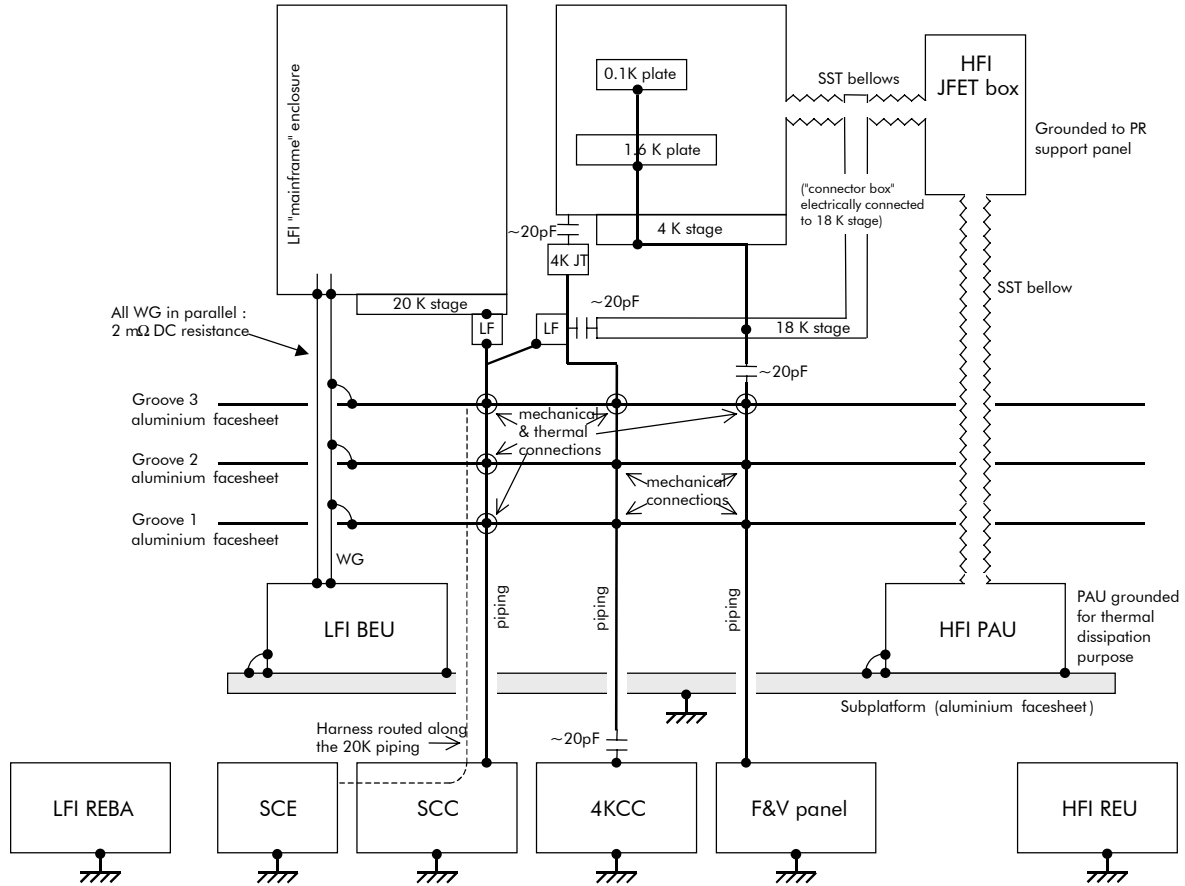 LFI "mainframe" enclosure
0.1K plate
1.6 K plate
4 K stage
~20pF
4K JT
SST bellows
HFI
JFET box
Grounded to PR
support panel
("connector box"
electrically connected
to 18 K stage)
SST bellow
20 K stage
LF
LF
~20pF
18 K stage
~20pF
All WG in parallel :
2 mΩ DC resistance
Groove 3
aluminium facesheet
mechanical
& thermal
connections
Groove 2
aluminium facesheet
mechanical
connections
Groove 1
aluminium facesheet
WG
piping
piping
piping
LFI BEU
HFI PAU
PAU grounded
for thermal
dissipation
purpose
Subplatform (aluminium facesheet)
Harness routed along
the 20K piping
~20pF
LFI REBA
SCE
SCC
4KCC
F&V panel
HFI REU